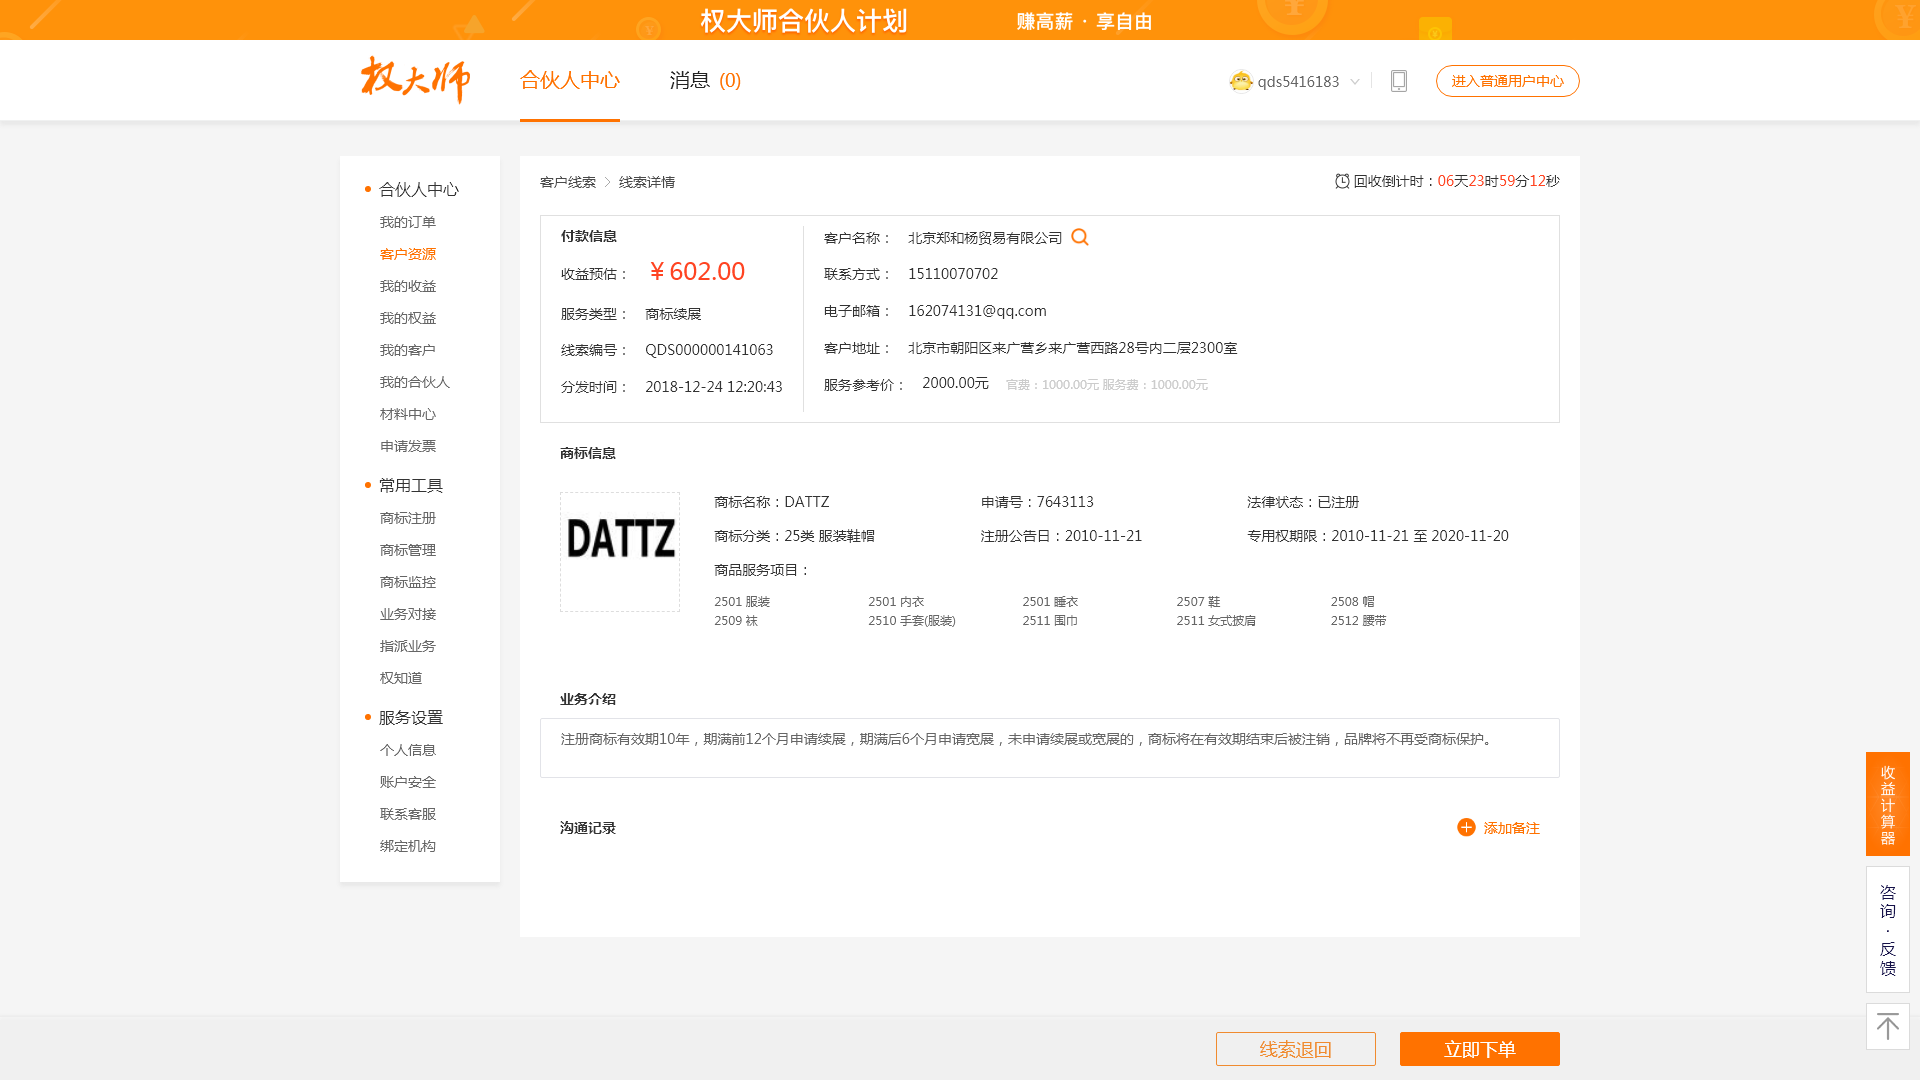 权大师合伙人计划 赚高薪 · 享自由
权大师 合伙人中心 消息 (0) qds5416183 进入普通用户中心
合伙人中心
我的订单
客户资源
我的收益
我的权益
我的客户
我的合伙人
材料中心
申请发票
常用工具
商标注册
商标管理
商标监控
业务对接
指派业务
权知道
服务设置
个人信息
账户安全
联系客服
绑定机构
客户线索 > 线索详情 回收倒计时：06天23时59分12秒
付款信息
收益预估： ¥ 602.00
服务类型： 商标续展
线索编号： QDS000000141063
分发时间： 2018-12-24 12:20:43
客户名称： 北京郑和杨贸易有限公司
联系方式： 15110070702
电子邮箱： 162074131@qq.com
客户地址： 北京市朝阳区来广营乡来广营西路28号内二层2300室
服务参考价： 2000.00元 官费：1000.00元 服务费：1000.00元
商标信息
DATTZ
商标名称：DATTZ 申请号：7643113 法律状态：已注册
商标分类：25类 服装鞋帽 注册公告日：2010-11-21 专用权期限：2010-11-21 至 2020-11-20
商品服务项目：
2501 服装 2501 内衣 2501 睡衣 2507 鞋 2508 帽
2509 袜 2510 手套(服装) 2511 围巾 2511 女式披肩 2512 腰带
业务介绍
注册商标有效期10年，期满前12个月申请续展，期满后6个月申请宽展，未申请续展或宽展的，商标将在有效期结束后被注销，品牌将不再受商标保护。
沟通记录 添加备注
收益计算器
咨询·反馈
线索退回 立即下单